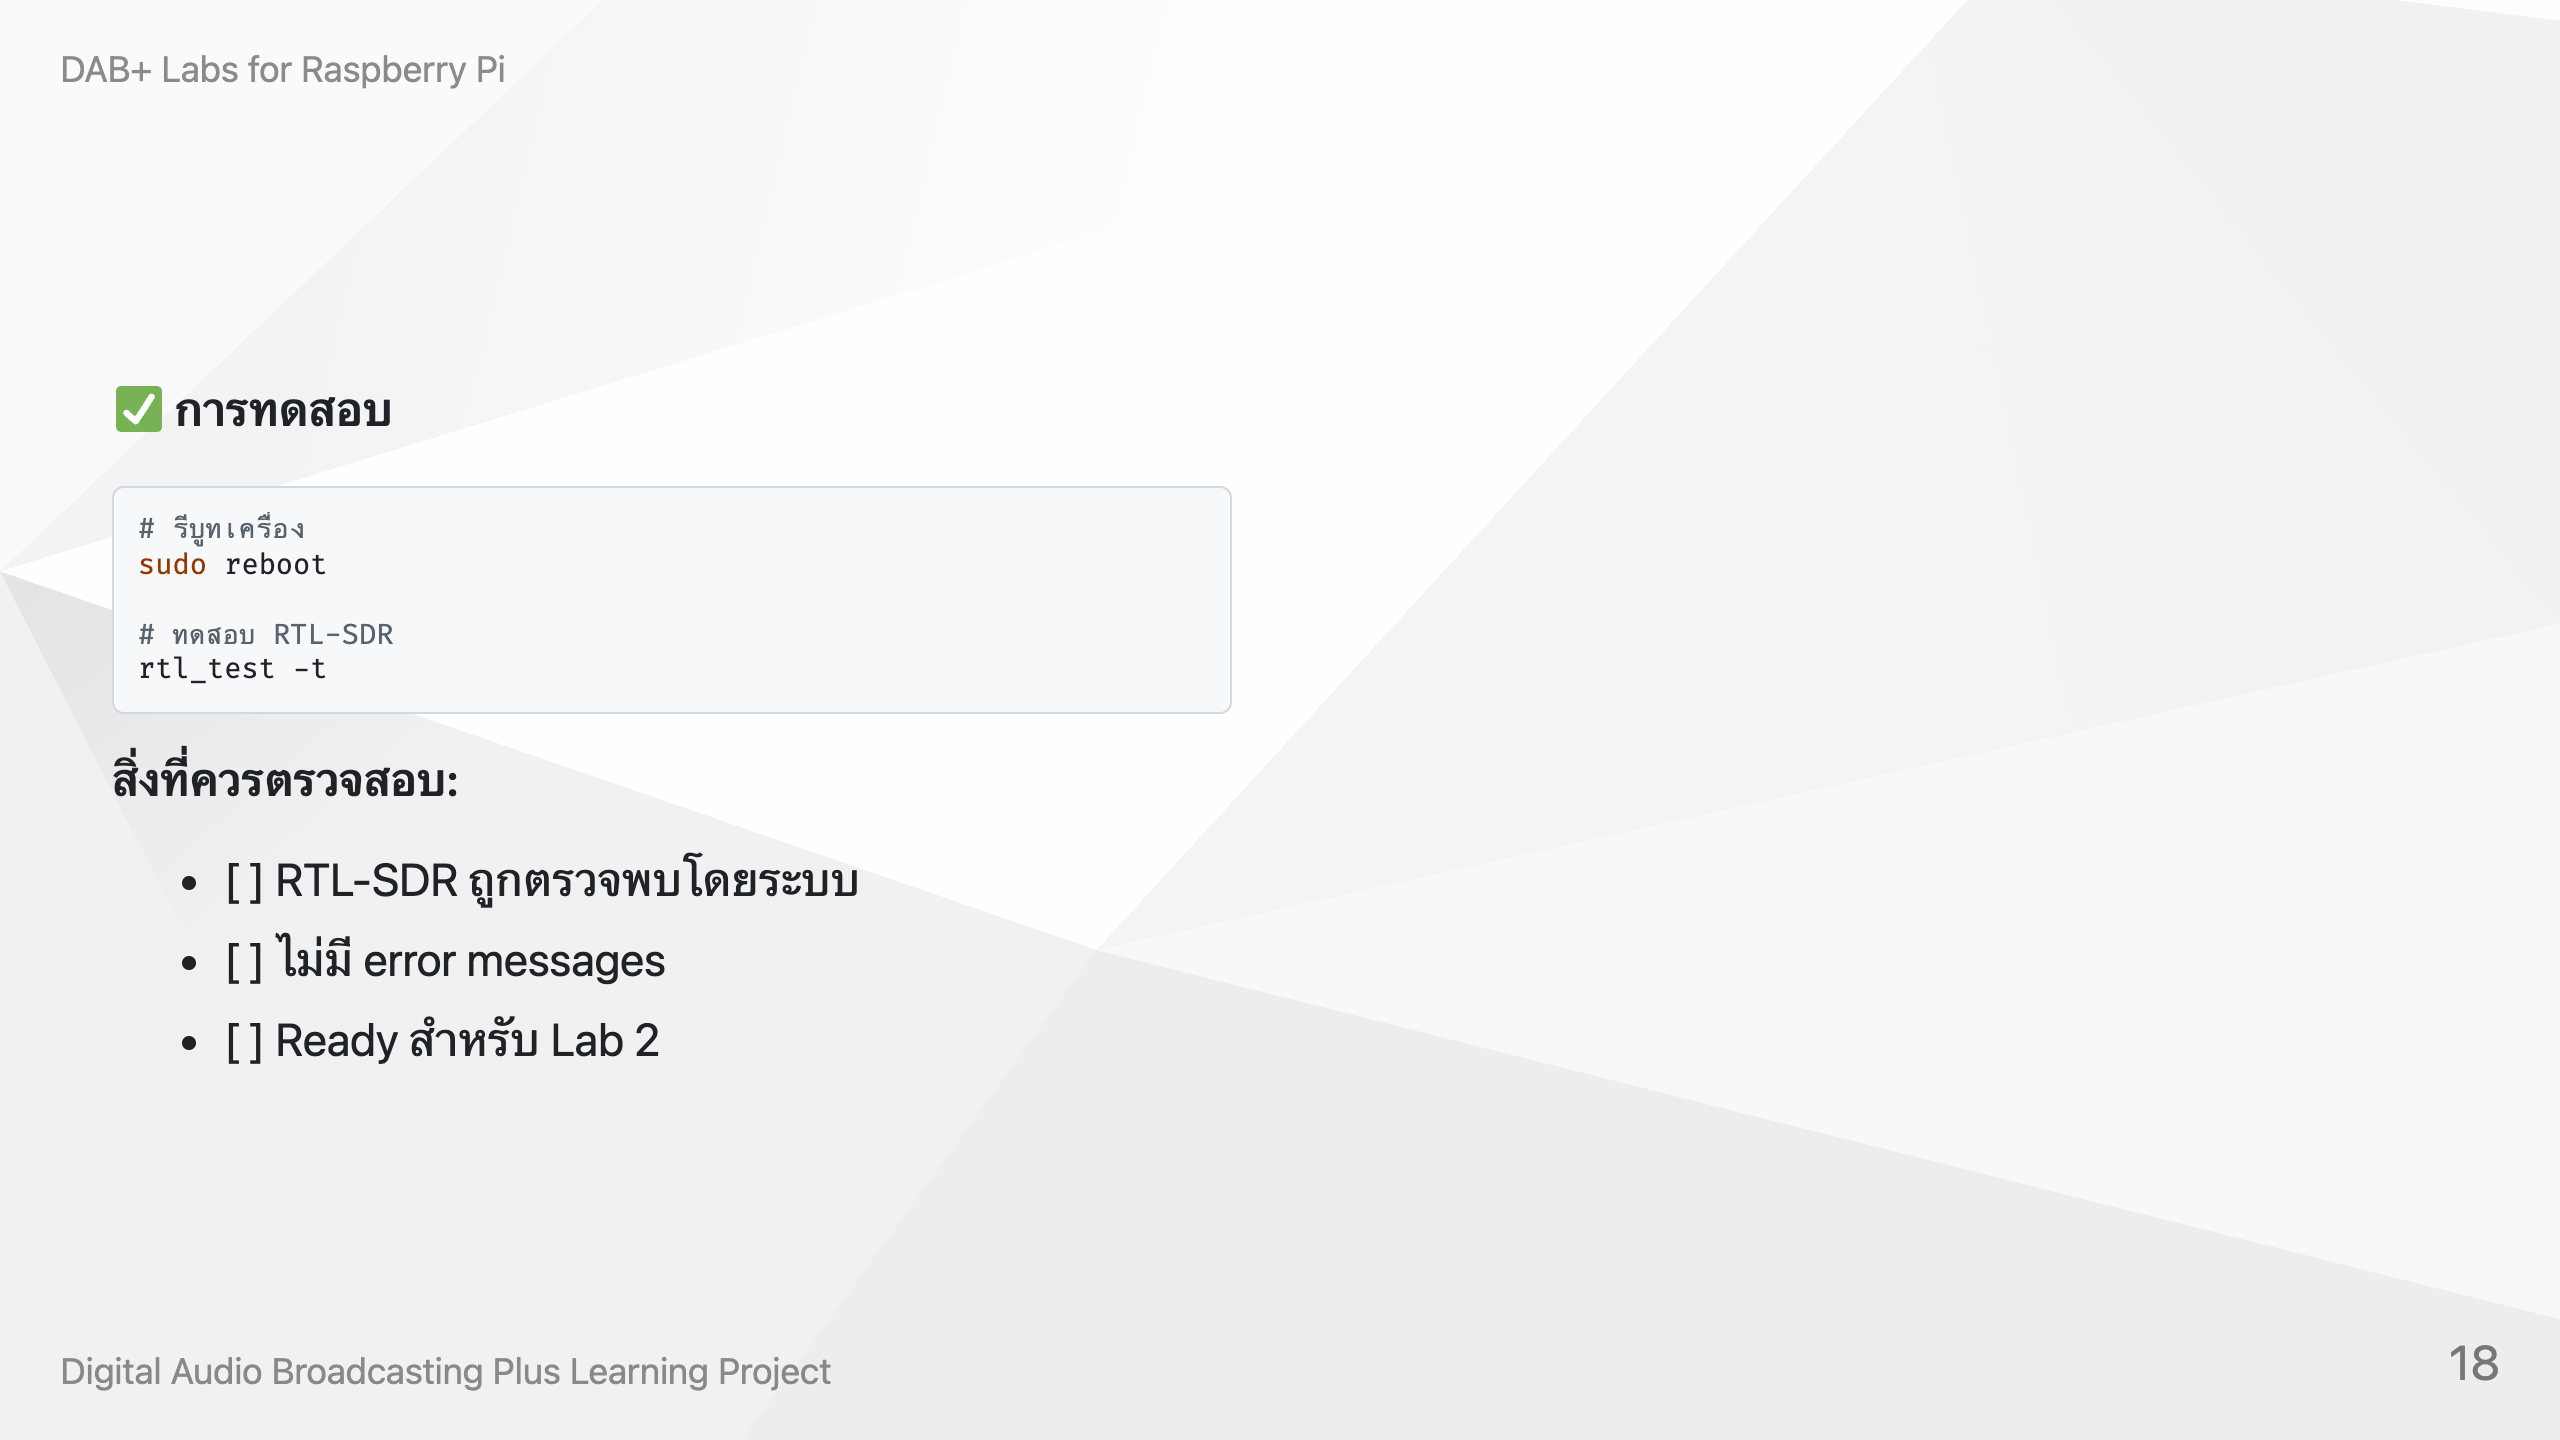 DAB+ Labs for Raspberry Pi
✅ การทดสอบ
# รีบูทเครื่อง
sudo reboot
# ทดสอบ RTL-SDR
rtl_test -t
สิ่งที่ควรตรวจสอบ:
• [ ] RTL-SDR ถูกตรวจพบโดยระบบ
• [ ] ไม่มี error messages
• [ ] Ready สำหรับ Lab 2
Digital Audio Broadcasting Plus Learning Project
18